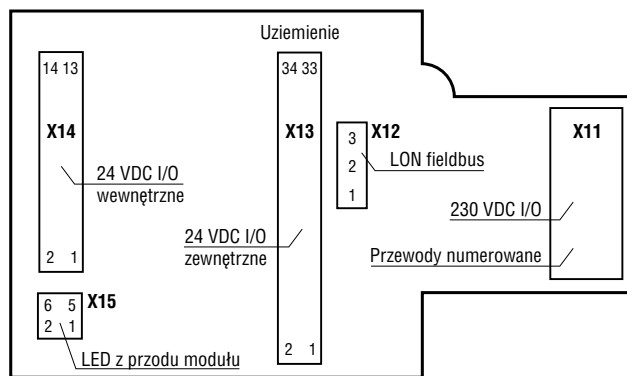 Uziemienie
14 13
34 33
X14
X13
3
X12
X11
2
LON fieldbus
1
24 VDC I/O
wewnętrzne
230 VDC I/O
24 VDC I/O
zewnętrzne
Przewody numerowane
2 1
6 5
X15
2 1
LED z przodu modułu
2 1